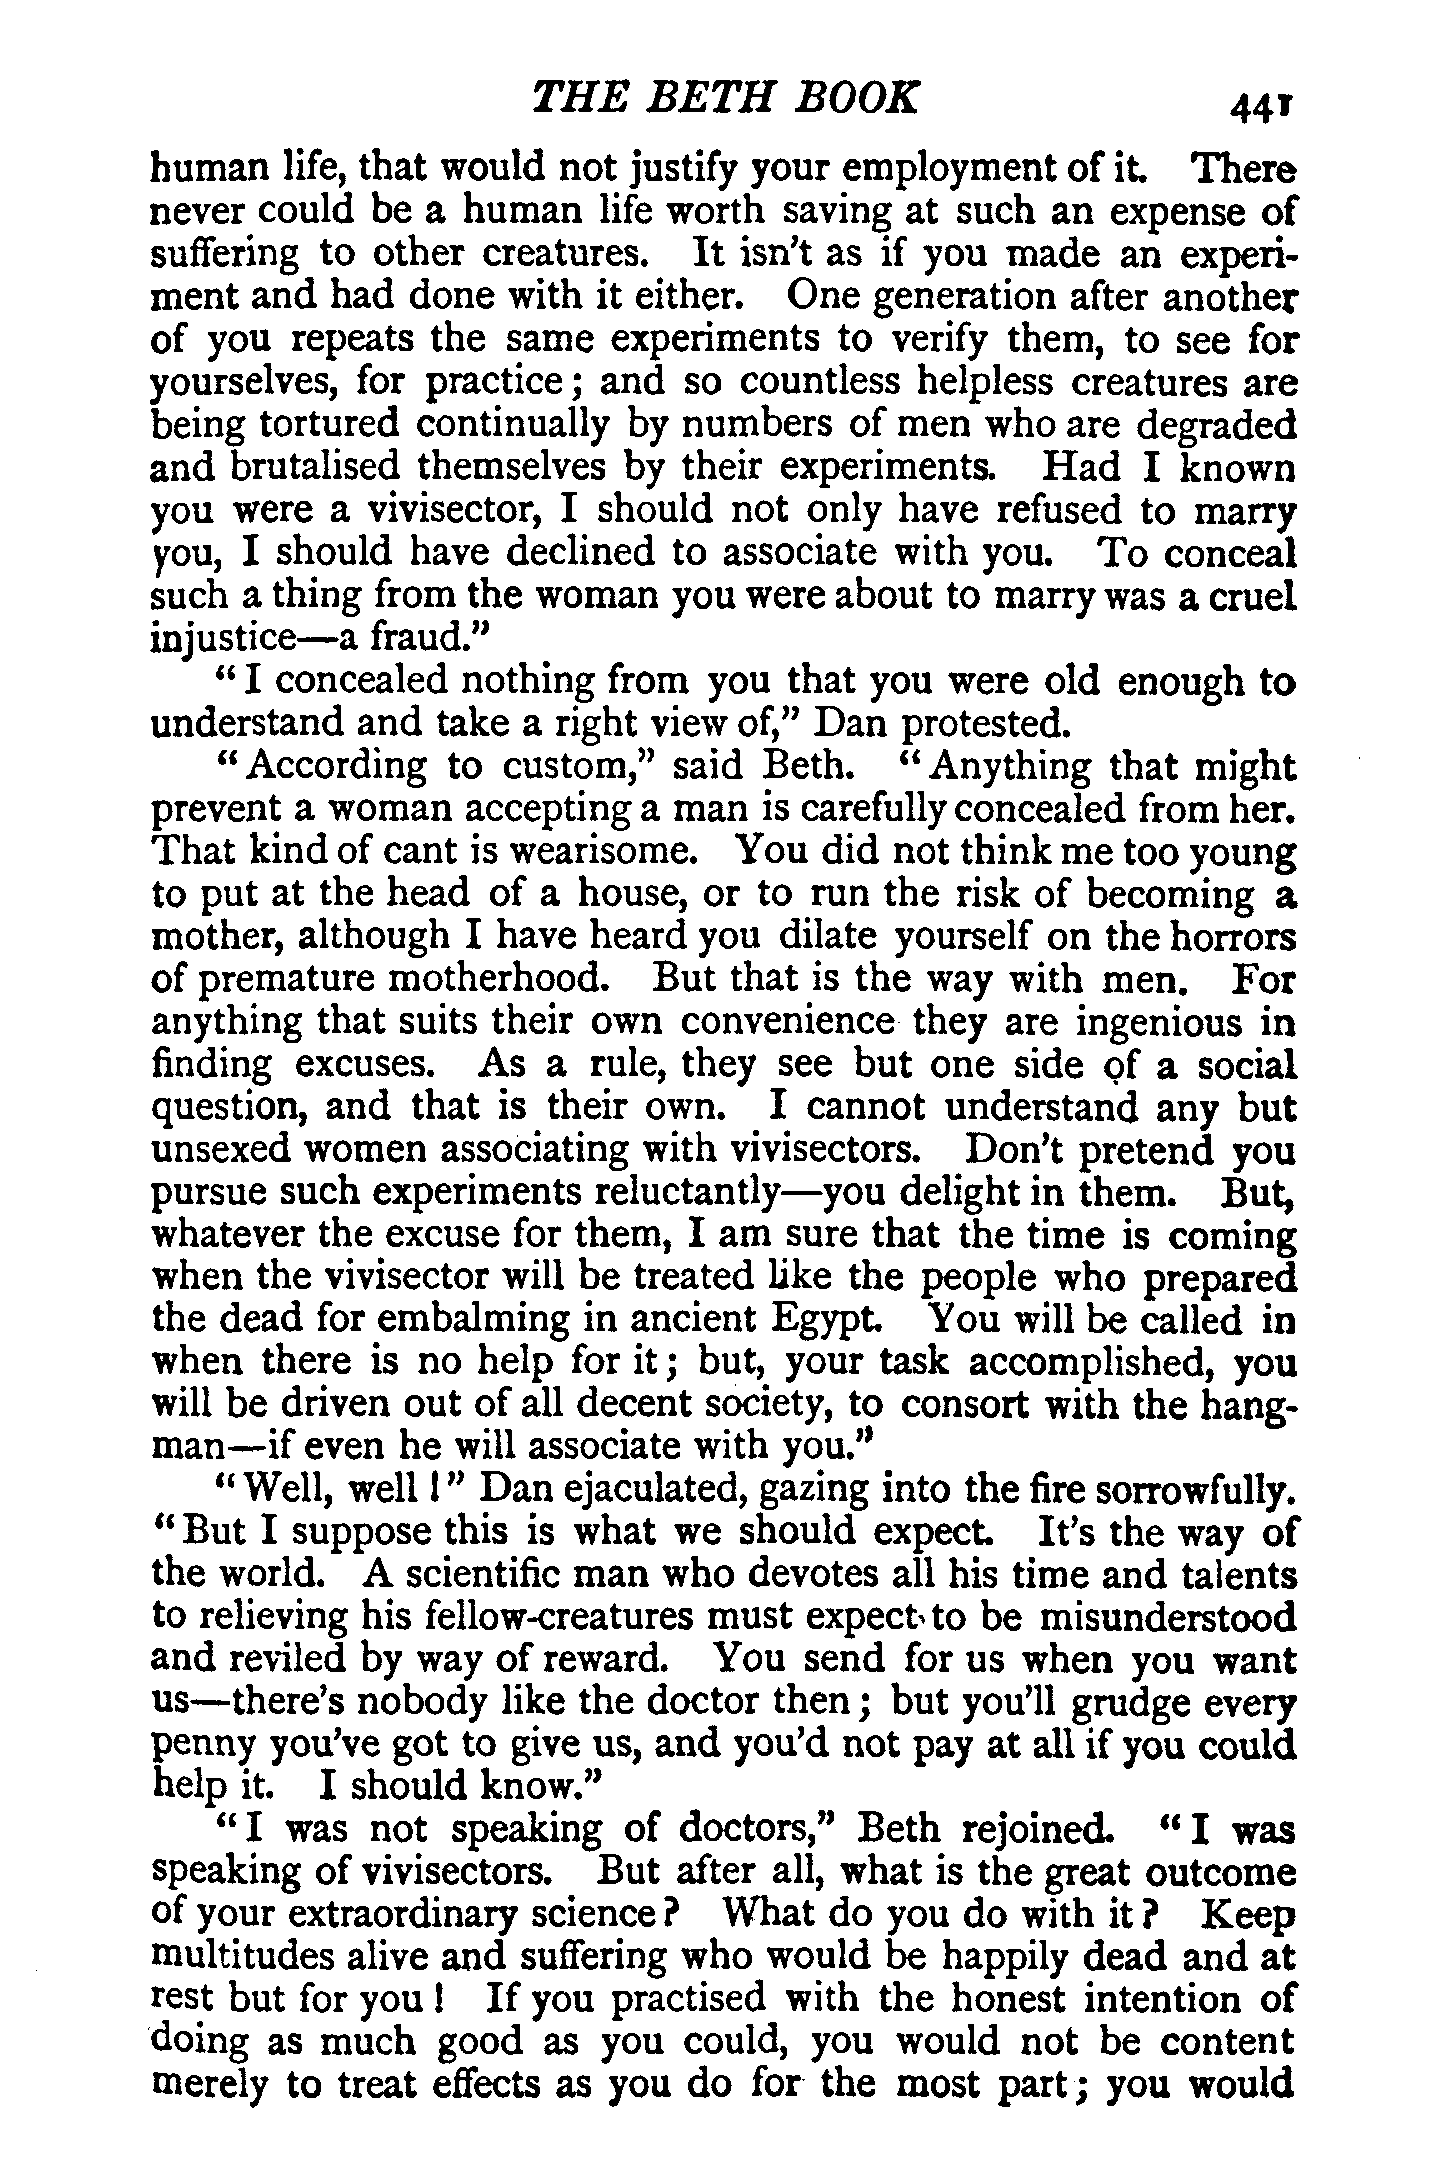 THE BETH BOOK 441
human life, that would not justify your employment of it. There
never could be a human life worth saving at such an expense of
suffering to other creatures. It isn't as if you made an experi-
ment and had done with it either. One generation after another
of you repeats the same experiments to verify them, to see for
yourselves, for practice; and so countless helpless creatures are
being tortured continually by numbers of men who are degraded
and brutalised themselves by their experiments. Had I known
you were a vivisector, I should not only have refused to marry
you, I should have declined to associate with you. To conceal
such a thing from the woman you were about to marry was a cruel
injustice—a fraud."
"I concealed nothing from you that you were old enough to
understand and take a right view of," Dan protested.
"According to custom," said Beth. "Anything that might
prevent a woman accepting a man is carefully concealed from her.
That kind of cant is wearisome. You did not think me too young
to put at the head of a house, or to run the risk of becoming a
mother, although I have heard you dilate yourself on the horrors
of premature motherhood. But that is the way with men. For
anything that suits their own convenience they are ingenious in
finding excuses. As a rule, they see but one side of a social
question, and that is their own. I cannot understand any but
unsexed women associating with vivisectors. Don't pretend you
pursue such experiments reluctantly—you delight in them. But,
whatever the excuse for them, I am sure that the time is coming
when the vivisector will be treated like the people who prepared
the dead for embalming in ancient Egypt. You will be called in
when there is no help for it; but, your task accomplished, you
will be driven out of all decent society, to consort with the hang-
man—if even he will associate with you."
"Well, well!" Dan ejaculated, gazing into the fire sorrowfully.
"But I suppose this is what we should expect. It's the way of
the world. A scientific man who devotes all his time and talents
to relieving his fellow-creatures must expect to be misunderstood
and reviled by way of reward. You send for us when you want
us—there's nobody like the doctor then; but you'll grudge every
penny you've got to give us, and you'd not pay at all if you could
help it. I should know."
"I was not speaking of doctors," Beth rejoined. "I was
speaking of vivisectors. But after all, what is the great outcome
of your extraordinary science? What do you do with it? Keep
multitudes alive and suffering who would be happily dead and at
rest but for you! If you practised with the honest intention of
doing as much good as you could, you would not be content
merely to treat effects as you do for the most part; you would